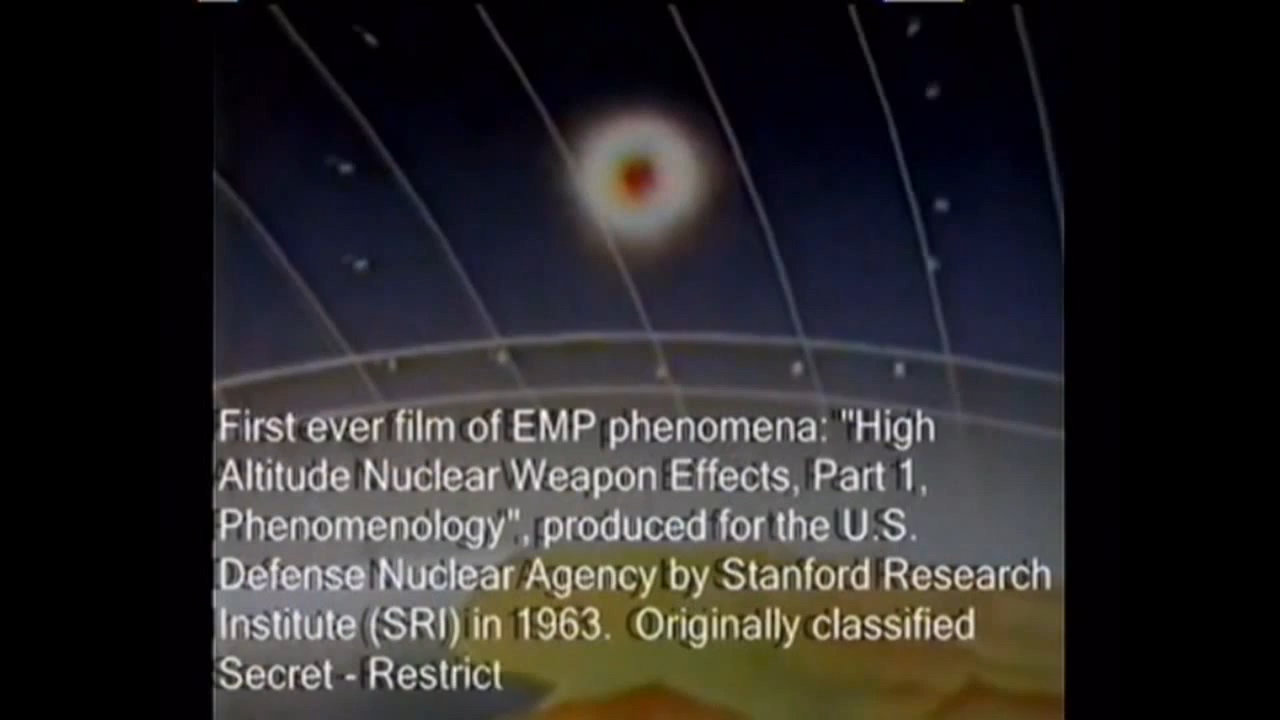 First ever film of EMP phenomena: "High
Altitude Nuclear Weapon Effects, Part 1,
Phenomenology", produced for the U.S.
Defense Nuclear Agency by Stanford Research
Institute (SRI) in 1963.  Originally classified
Secret - Restrict